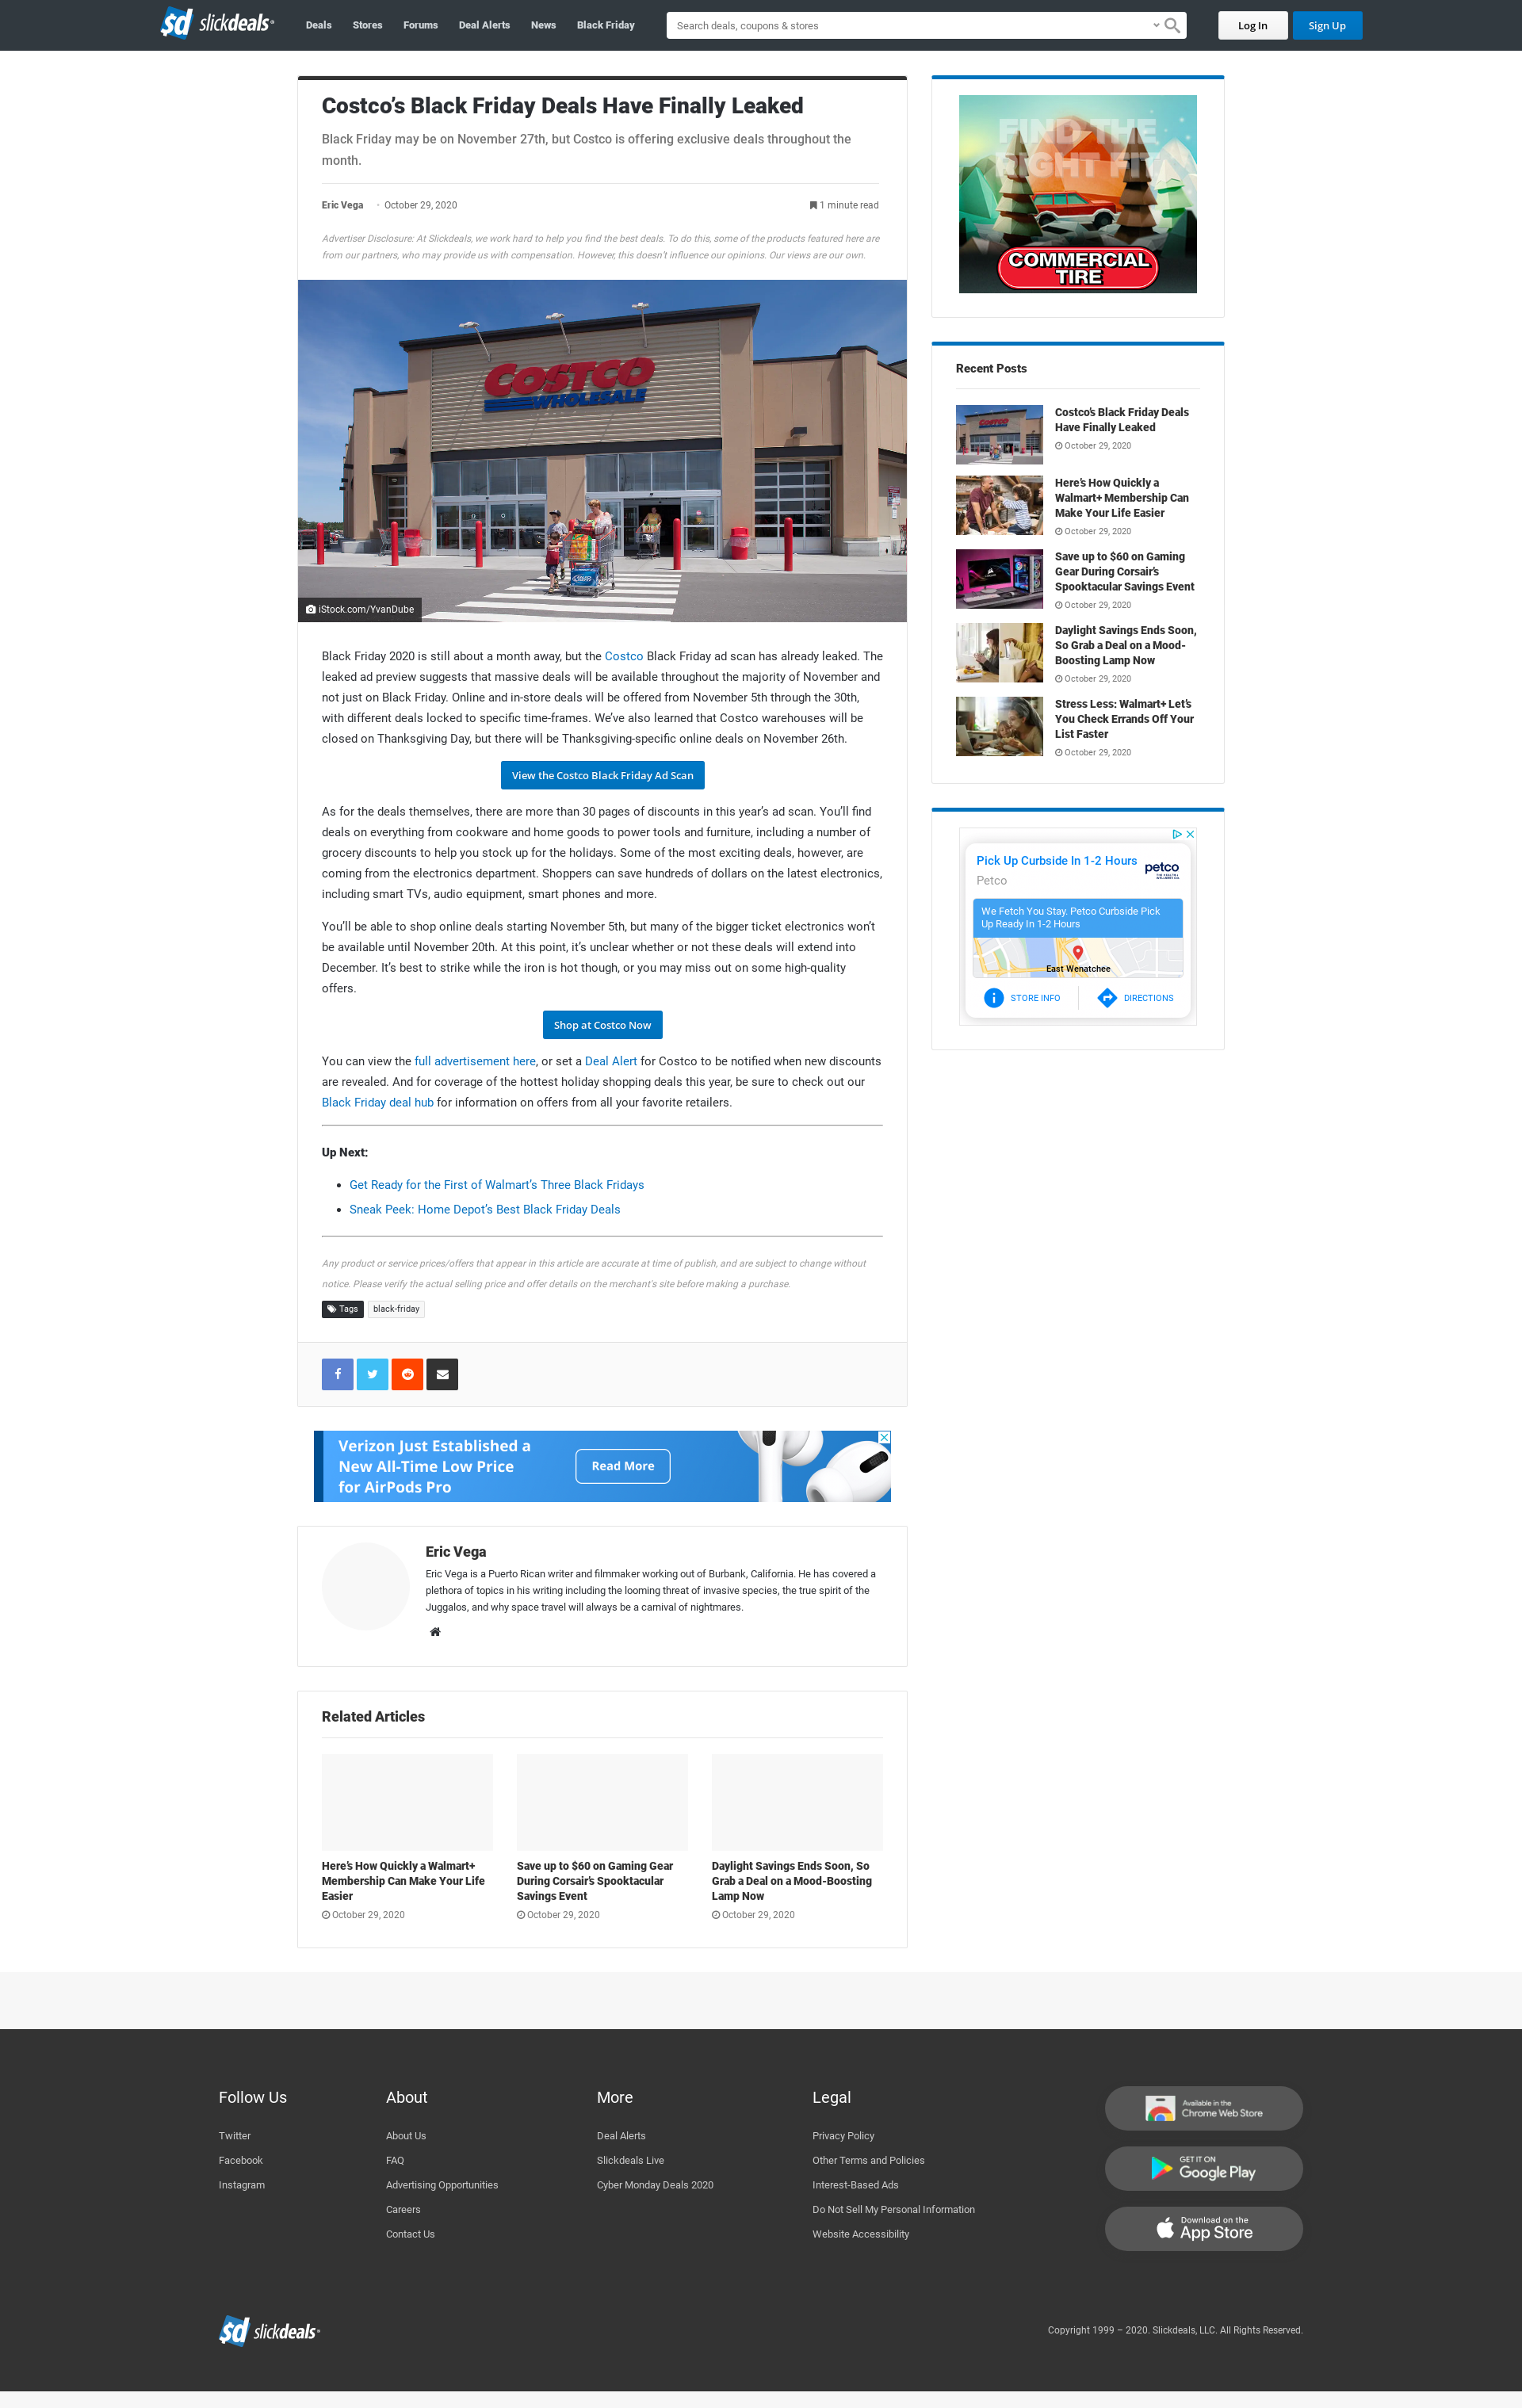 sd slickdeals
Deals
Stores
Forums
Deal Alerts
News
Black Friday
Search deals, coupons & stores
Log In
Sign Up
Costco’s Black Friday Deals Have Finally Leaked
Black Friday may be on November 27th, but Costco is offering exclusive deals throughout the
month.
Eric Vega · October 29, 2020
1 minute read
Advertiser Disclosure: At Slickdeals, we work hard to help you find the best deals. To do this, some of the products featured here are
from our partners, who may provide us with compensation. However, this doesn’t influence our opinions. Our views are our own.
COSTCO
WHOLESALE
iStock.com/YvanDube
Black Friday 2020 is still about a month away, but the Costco Black Friday ad scan has already leaked. The
leaked ad preview suggests that massive deals will be available throughout the majority of November and
not just on Black Friday. Online and in-store deals will be offered from November 5th through the 30th,
with different deals locked to specific time-frames. We’ve also learned that Costco warehouses will be
closed on Thanksgiving Day, but there will be Thanksgiving-specific online deals on November 26th.
View the Costco Black Friday Ad Scan
As for the deals themselves, there are more than 30 pages of discounts in this year’s ad scan. You’ll find
deals on everything from cookware and home goods to power tools and furniture, including a number of
grocery discounts to help you stock up for the holidays. Some of the most exciting deals, however, are
coming from the electronics department. Shoppers can save hundreds of dollars on the latest electronics,
including smart TVs, audio equipment, smart phones and more.
You’ll be able to shop online deals starting November 5th, but many of the bigger ticket electronics won’t
be available until November 20th. At this point, it’s unclear whether or not these deals will extend into
December. It’s best to strike while the iron is hot though, or you may miss out on some high-quality
offers.
Shop at Costco Now
You can view the full advertisement here, or set a Deal Alert for Costco to be notified when new discounts
are revealed. And for coverage of the hottest holiday shopping deals this year, be sure to check out our
Black Friday deal hub for information on offers from all your favorite retailers.
Up Next:
Get Ready for the First of Walmart’s Three Black Fridays
Sneak Peek: Home Depot’s Best Black Friday Deals
Any product or service prices/offers that appear in this article are accurate at time of publish, and are subject to change without
notice. Please verify the actual selling price and offer details on the merchant's site before making a purchase.
Tags
black-friday
Verizon Just Established a
New All-Time Low Price
for AirPods Pro
Read More
Eric Vega
Eric Vega is a Puerto Rican writer and filmmaker working out of Burbank, California. He has covered a
plethora of topics in his writing including the looming threat of invasive species, the true spirit of the
Juggalos, and why space travel will always be a carnival of nightmares.
Related Articles
Here’s How Quickly a Walmart+
Membership Can Make Your Life
Easier
October 29, 2020
Save up to $60 on Gaming Gear
During Corsair’s Spooktacular
Savings Event
October 29, 2020
Daylight Savings Ends Soon, So
Grab a Deal on a Mood-Boosting
Lamp Now
October 29, 2020
FIND THE
RIGHT FIT
COMMERCIAL
TIRE
Recent Posts
Costco’s Black Friday Deals
Have Finally Leaked
October 29, 2020
Here’s How Quickly a
Walmart+ Membership Can
Make Your Life Easier
October 29, 2020
Save up to $60 on Gaming
Gear During Corsair’s
Spooktacular Savings Event
October 29, 2020
Daylight Savings Ends Soon,
So Grab a Deal on a Mood-
Boosting Lamp Now
October 29, 2020
Stress Less: Walmart+ Let’s
You Check Errands Off Your
List Faster
October 29, 2020
Pick Up Curbside In 1-2 Hours
Petco
petco
We Fetch You Stay. Petco Curbside Pick
Up Ready In 1-2 Hours
East Wenatchee
STORE INFO
DIRECTIONS
Follow Us
Twitter
Facebook
Instagram
About
About Us
FAQ
Advertising Opportunities
Careers
Contact Us
More
Deal Alerts
Slickdeals Live
Cyber Monday Deals 2020
Legal
Privacy Policy
Other Terms and Policies
Interest-Based Ads
Do Not Sell My Personal Information
Website Accessibility
Available in the
Chrome Web Store
GET IT ON
Google Play
Download on the
App Store
sd slickdeals
Copyright 1999 – 2020. Slickdeals, LLC. All Rights Reserved.